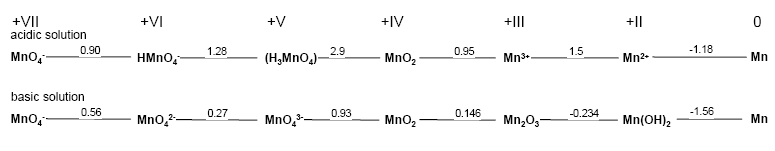 +VII +VI +V +IV +III +II 0
acidic solution
0.90 1.28 2.9 0.95 1.5 -1.18
MnO₄⁻ HMnO₄⁻ (H₃MnO₄) MnO₂ Mn³⁺ Mn²⁺ Mn
basic solution
0.56 0.27 0.93 0.146 -0.234 -1.56
MnO₄⁻ MnO₄²⁻ MnO₄³⁻ MnO₂ Mn₂O₃ Mn(OH)₂ Mn